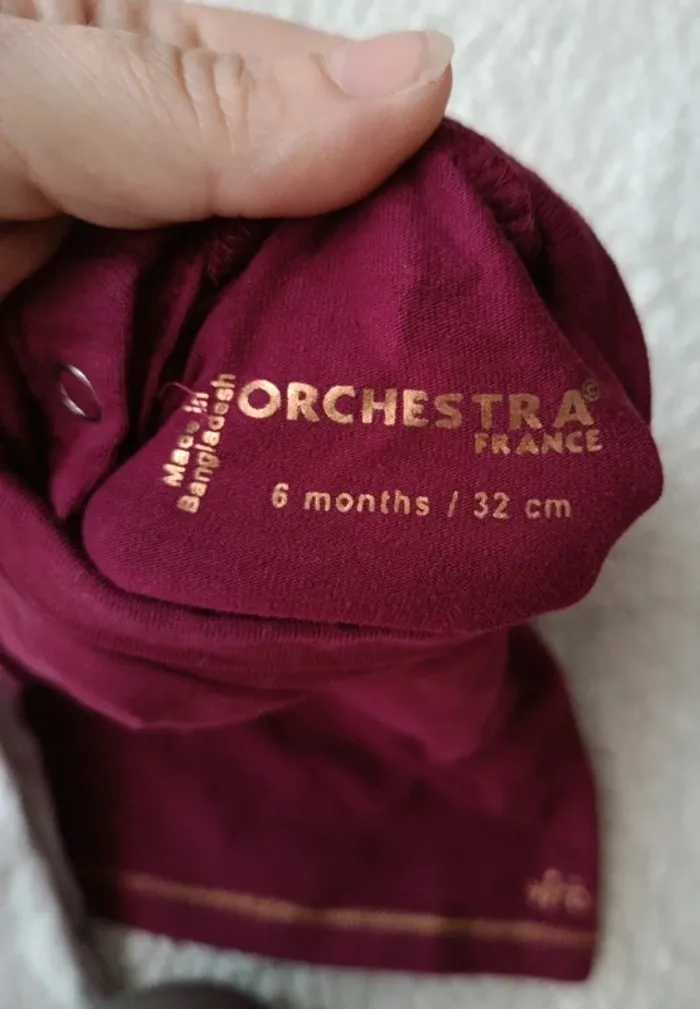 Made in
Bangladesh
ORCHESTRA©
FRANCE
6 months / 32 cm